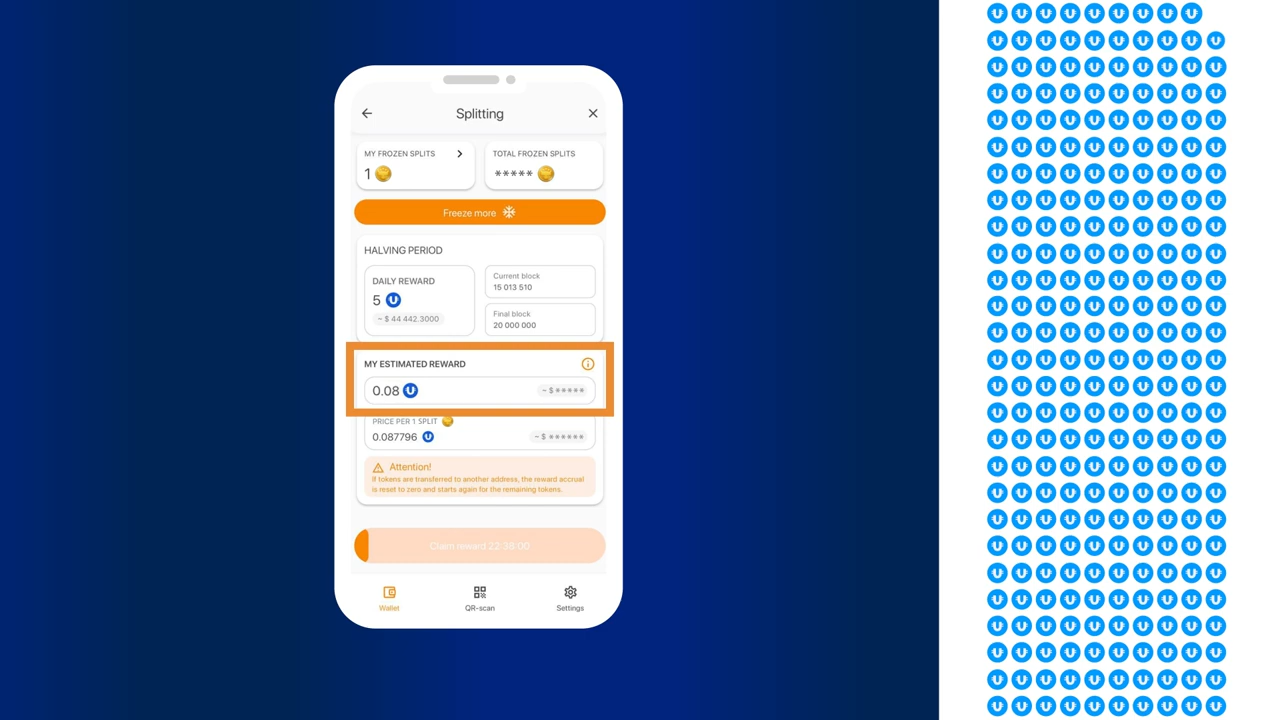 Splitting
MY FROZEN SPLITS
1
TOTAL FROZEN SPLITS
*****
Freeze more
HALVING PERIOD
DAILY REWARD
5
~ $ 44 442.3000
Current block
15 013 510
Final block
20 000 000
MY ESTIMATED REWARD
0.08
~ $ *****
PRICE PER 1 SPLIT
0.087796
~ $ ******
Attention!
If tokens are transferred to another address, the reward accrual
is reset to zero and starts again for the remaining tokens.
Claim reward 22:38:00
Wallet
QR-scan
Settings